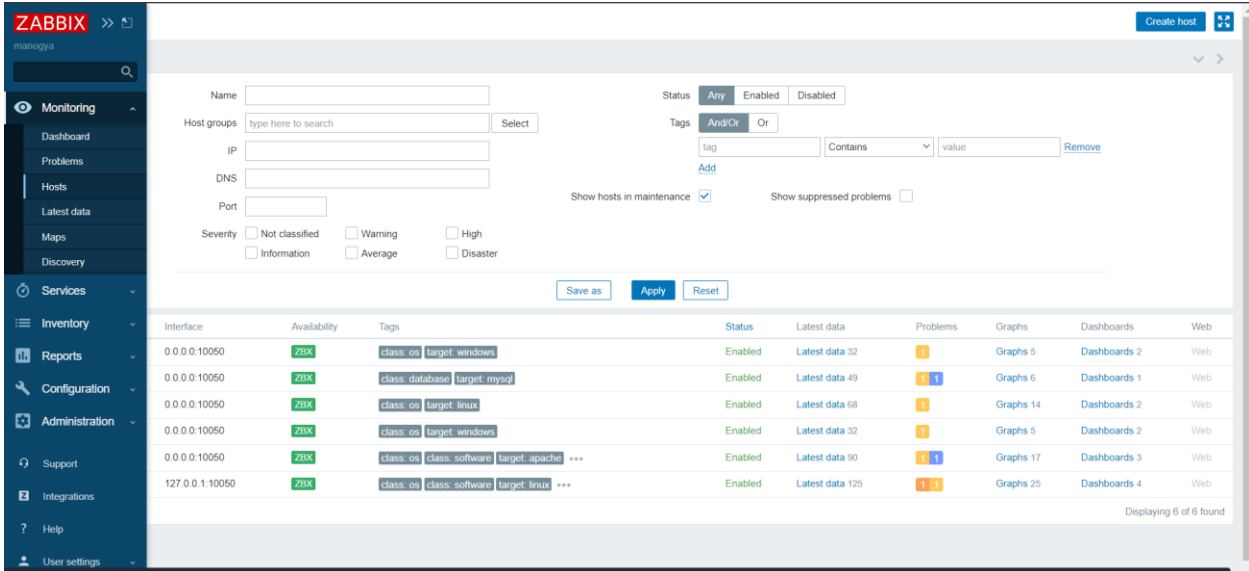 ZABBIX
manogya
Monitoring
Dashboard
Problems
Hosts
Latest data
Maps
Discovery
Services
Inventory
Reports
Configuration
Administration
Support
Z Integrations
? Help
User settings
Create host
Name
Host groups type here to search Select
IP
DNS
Port
Severity Not classified Warning High
Information Average Disaster
Status Any Enabled Disabled
Tags And/Or Or
tag Contains value Remove
Add
Show hosts in maintenance Show suppressed problems
Save as Apply Reset
Interface Availability Tags Status Latest data Problems Graphs Dashboards Web
0.0.0.0:10050 ZBX class: os target: windows Enabled Latest data 32 1 Graphs 5 Dashboards 2 Web
0.0.0.0:10050 ZBX class: database target: mysql Enabled Latest data 49 1 1 Graphs 6 Dashboards 1 Web
0.0.0.0:10050 ZBX class: os target: linux Enabled Latest data 68 1 Graphs 14 Dashboards 2 Web
0.0.0.0:10050 ZBX class: os target: windows Enabled Latest data 32 1 Graphs 5 Dashboards 2 Web
0.0.0.0:10050 ZBX class: os class: software target: apache ••• Enabled Latest data 90 1 1 Graphs 17 Dashboards 3 Web
127.0.0.1:10050 ZBX class: os class: software target: linux ••• Enabled Latest data 125 1 1 Graphs 25 Dashboards 4 Web
Displaying 6 of 6 found